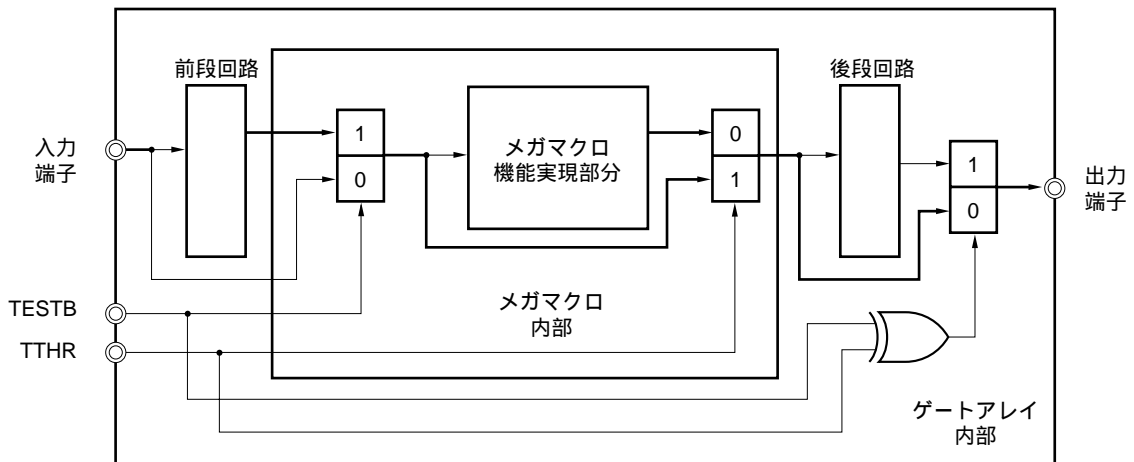 前段回路
後段回路
入力
端子
1
0
メガマクロ
機能実現部分
0
1
1
0
出力
端子
TESTB
TTHR
メガマクロ
内部
ゲートアレイ
内部